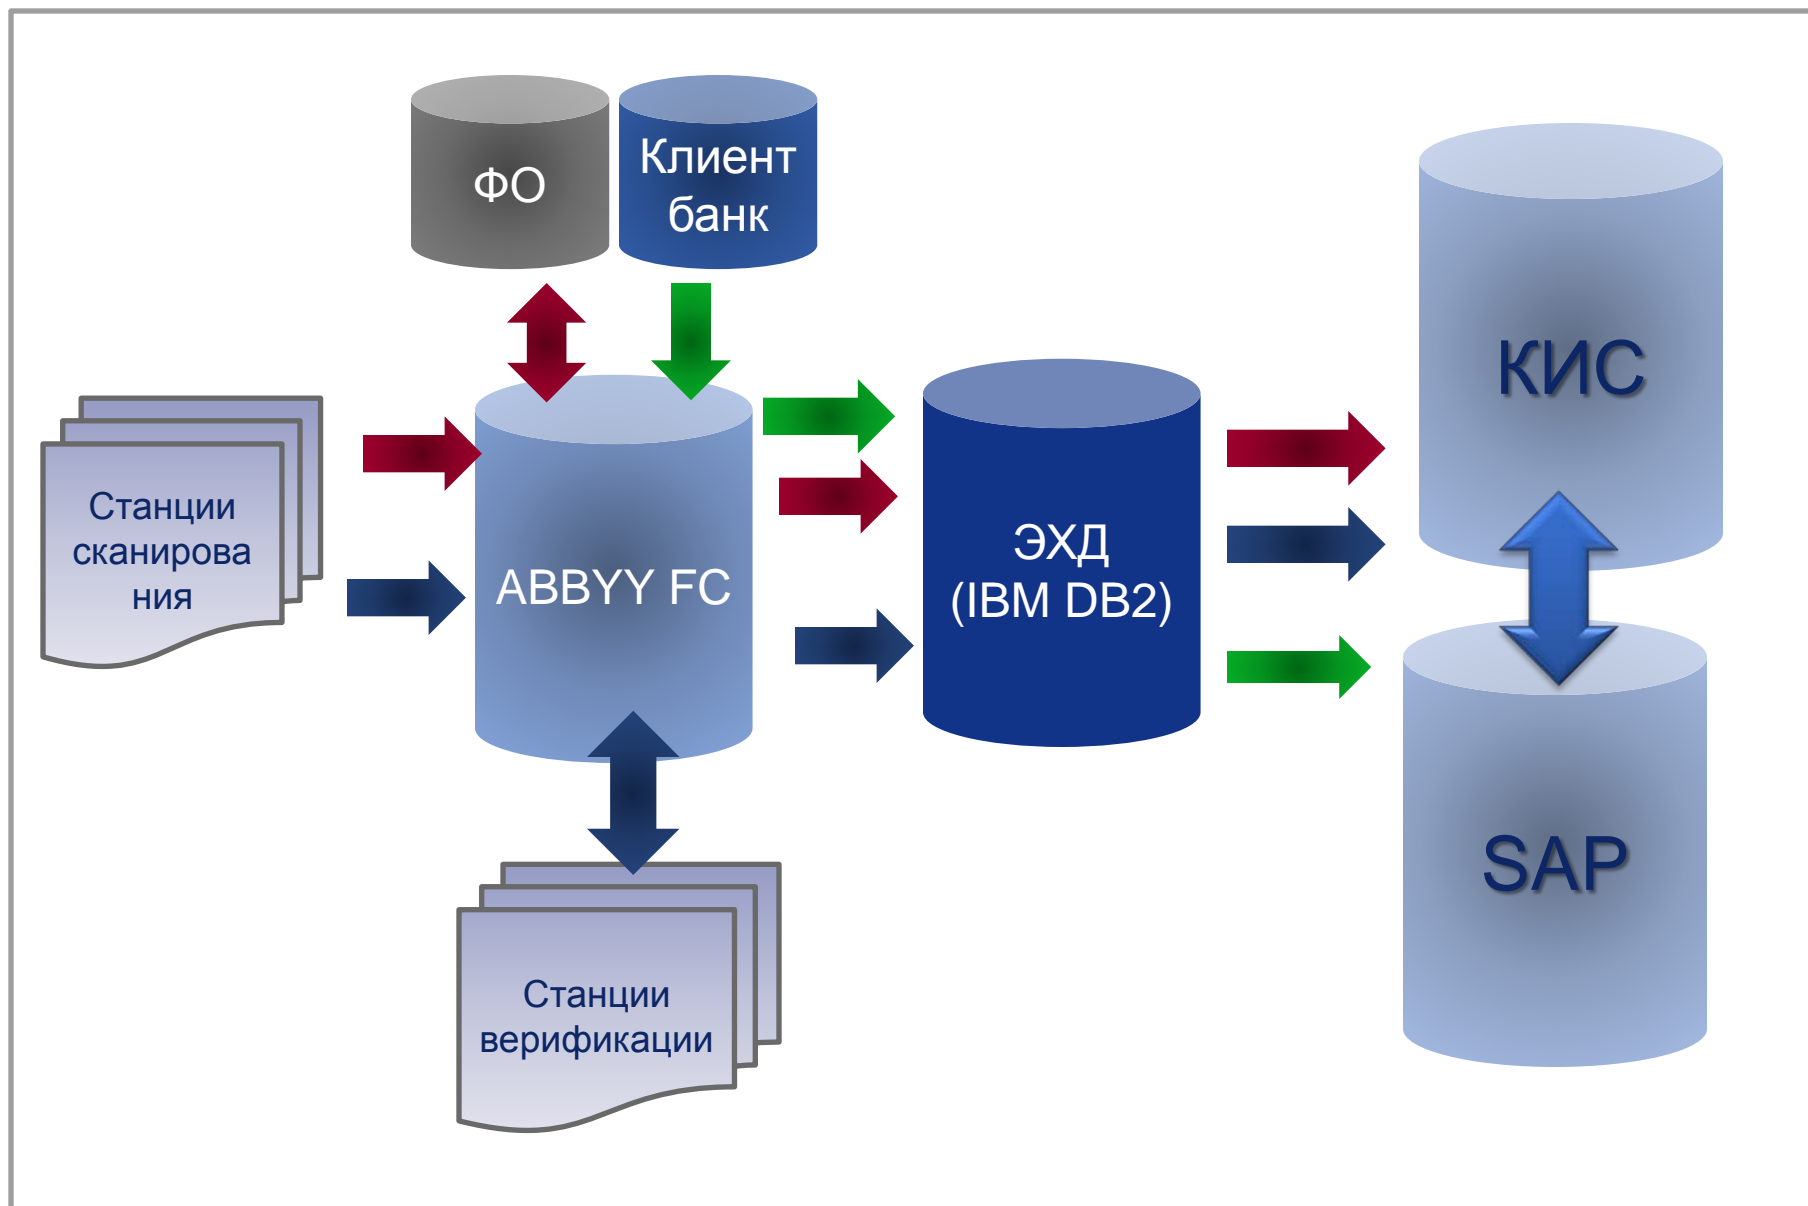 ФО
Клиент
банк
КИС
Станции
сканирова
ния
ABBYY FC
ЭХД
(IBM DB2)
SAP
Станции
верификации